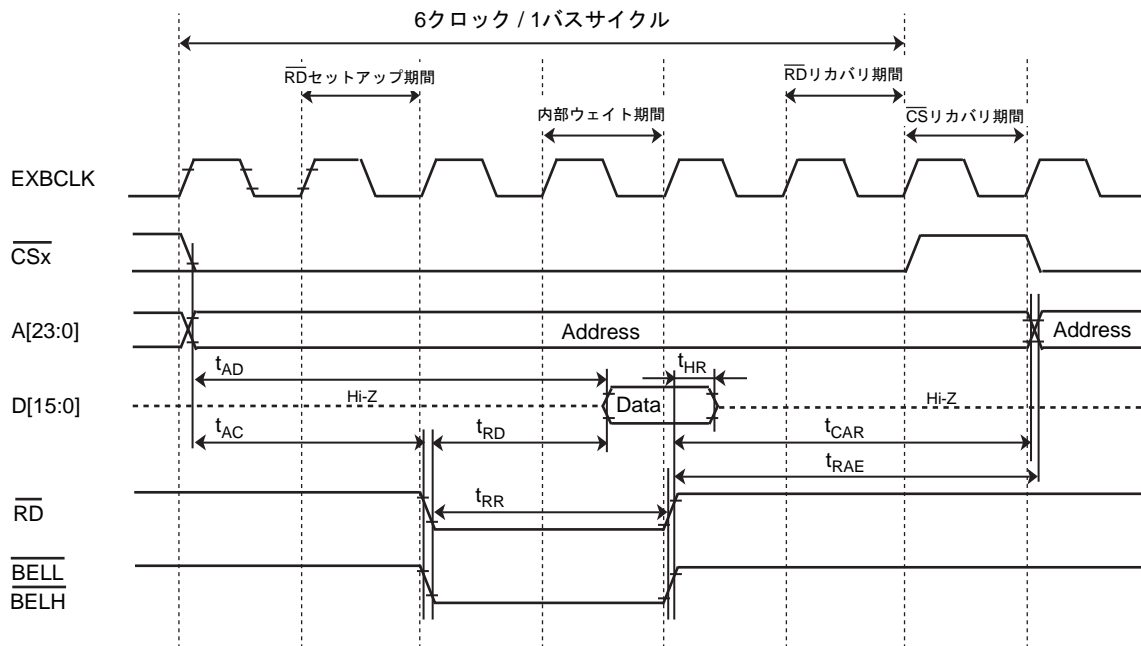 6クロック / 1バスサイクル
RDセットアップ期間
RDリカバリ期間
内部ウェイト期間
CSリカバリ期間
EXBCLK
CSx
A[23:0]
Address
Address
tAD
tHR
D[15:0]
Hi-Z
Data
Hi-Z
tAC
tRD
tCAR
tRAE
RD
tRR
BELL
BELH